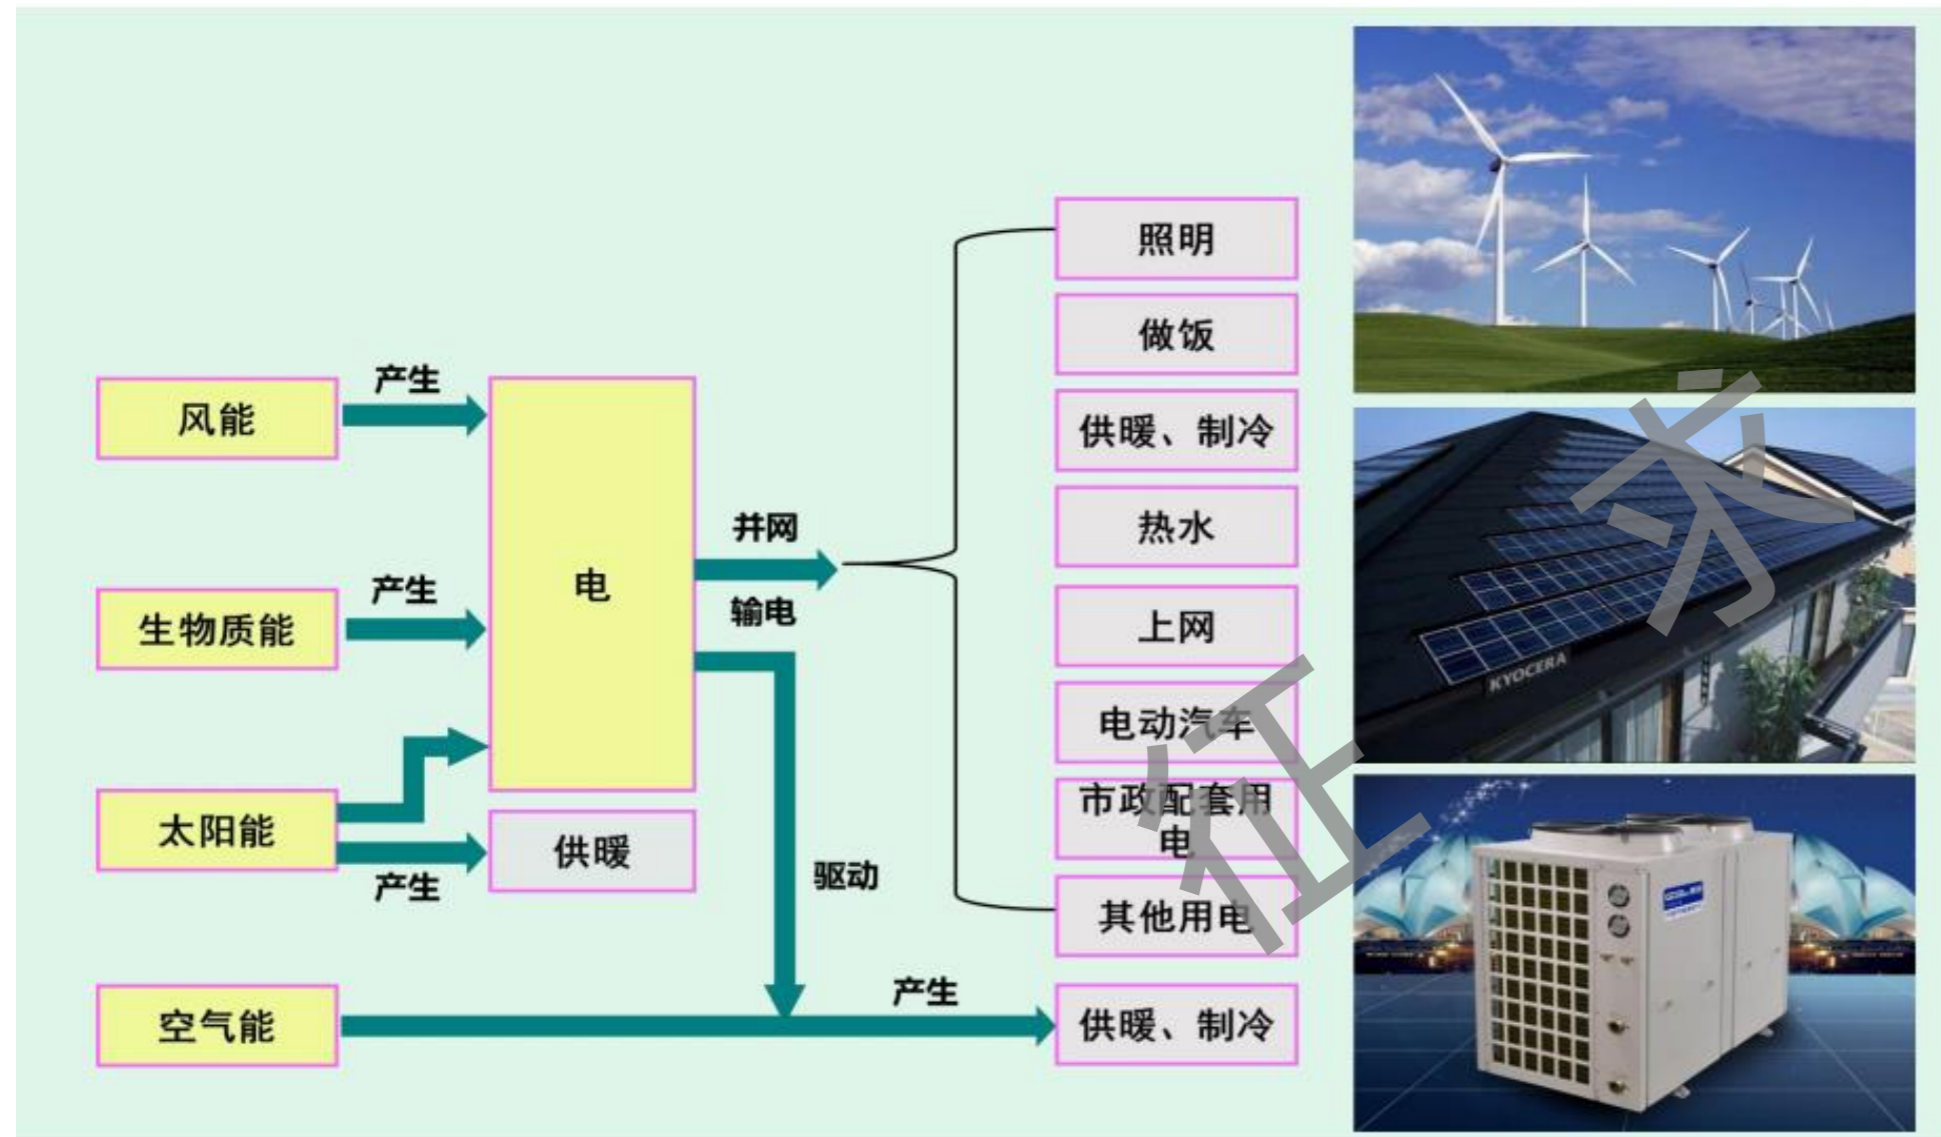 照明
做饭
产生
风能
供暖、制冷
并网
热水
产生
电
生物质能
输电
上网
电动汽车
市政配套用
电
太阳能
供暖
产生
驱动
其他用电
产生
空气能
供暖、制冷
KYOCERA
征求